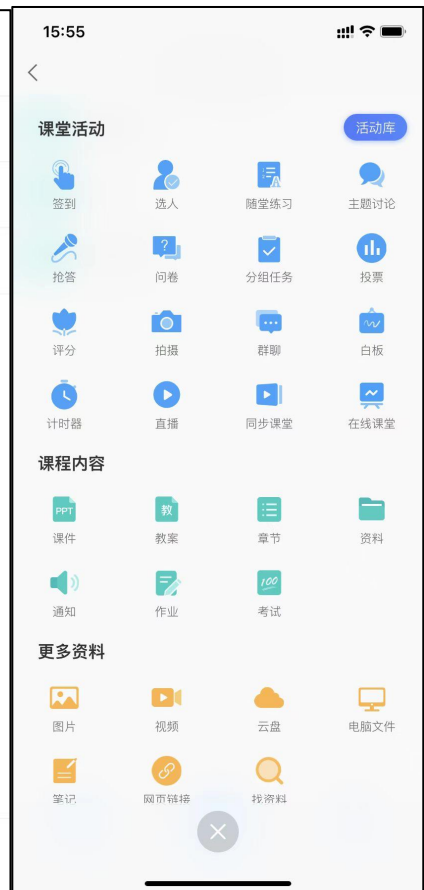 15:55
课堂活动
活动库
签到 选人 随堂练习 主题讨论
?
抢答 问卷 分组任务 投票
评分 拍摄 群聊 白板
计时器 直播 同步课堂 在线课堂
课程内容
PPT 教
课件 教案 章节 资料
100
通知 作业 考试
更多资料
图片 视频 云盘 电脑文件
笔记 网页链接 找资料